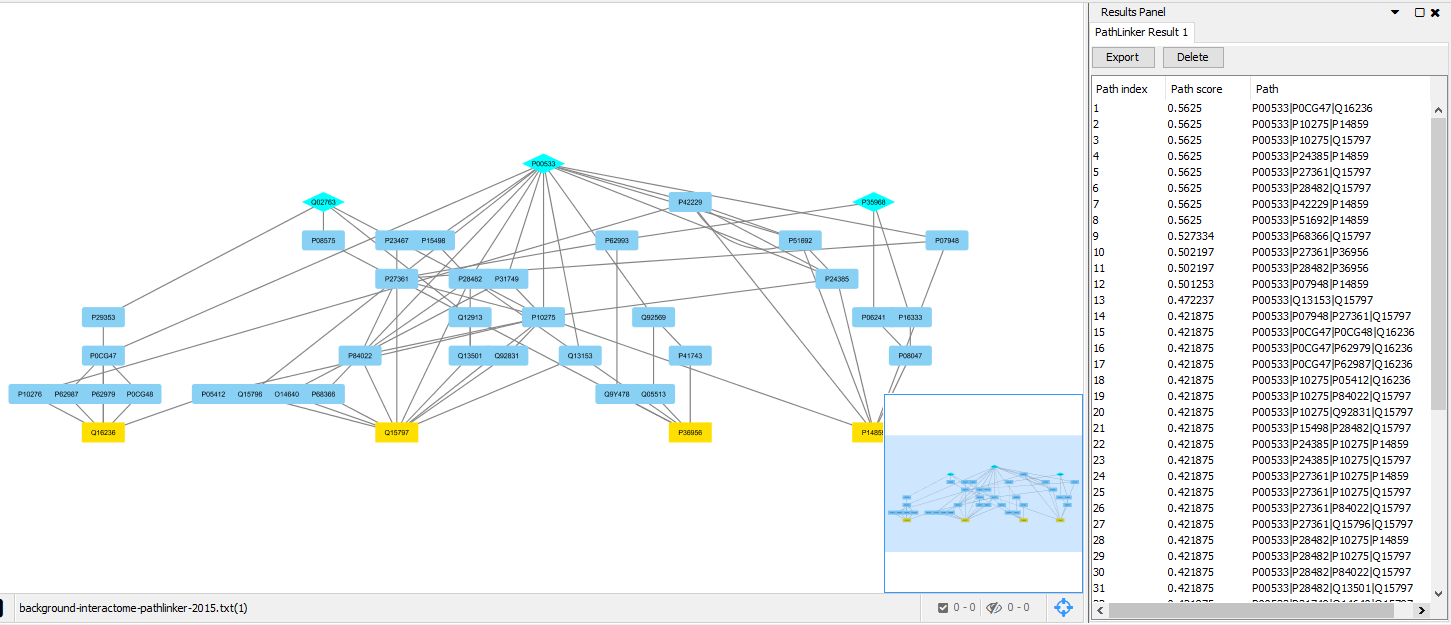 Results Panel
PathLinker Result 1
Export Delete
Path index Path score Path
1 0.5625 P00533|P0CG47|Q16236
2 0.5625 P00533|P10275|P14859
3 0.5625 P00533|P10275|Q15797
4 0.5625 P00533|P24385|P14859
5 0.5625 P00533|P27361|Q15797
6 0.5625 P00533|P28482|Q15797
7 0.5625 P00533|P42229|P14859
8 0.5625 P00533|P51692|P14859
9 0.527334 P00533|P68366|Q15797
10 0.502197 P00533|P27361|P36956
11 0.502197 P00533|P28482|P36956
12 0.501253 P00533|P07948|P14859
13 0.472237 P00533|Q13153|Q15797
14 0.421875 P00533|P07948|P27361|Q15797
15 0.421875 P00533|P0CG47|P0CG48|Q16236
16 0.421875 P00533|P0CG47|P62979|Q16236
17 0.421875 P00533|P0CG47|P62987|Q16236
18 0.421875 P00533|P10275|P05412|Q16236
19 0.421875 P00533|P10275|P84022|Q15797
20 0.421875 P00533|P10275|Q92831|Q15797
21 0.421875 P00533|P15498|P28482|Q15797
22 0.421875 P00533|P24385|P10275|P14859
23 0.421875 P00533|P24385|P10275|Q15797
24 0.421875 P00533|P27361|P10275|P14859
25 0.421875 P00533|P27361|P10275|Q15797
26 0.421875 P00533|P27361|P84022|Q15797
27 0.421875 P00533|P27361|Q15796|Q15797
28 0.421875 P00533|P28482|P10275|P14859
29 0.421875 P00533|P28482|P10275|Q15797
30 0.421875 P00533|P28482|P84022|Q15797
31 0.421875 P00533|P28482|Q13501|Q15797
P00533
Q02763 P42229 P35968
P08575 P23467 P15498 P62993 P51692 P07948
P27361 P28482 P31749 P24385
P29353 Q12913 P10275 Q92569 P06241 P16333
P0CG47 P84022 Q13501 Q92831 Q13153 P41743 P08047
P10276 P62987 P62979 P0CG48 P05412 Q15796 O14640 P68366 Q9Y478 Q05513
Q16236 Q15797 P36956 P1485
background-interactome-pathlinker-2015.txt(1) 0 - 0 0 - 0